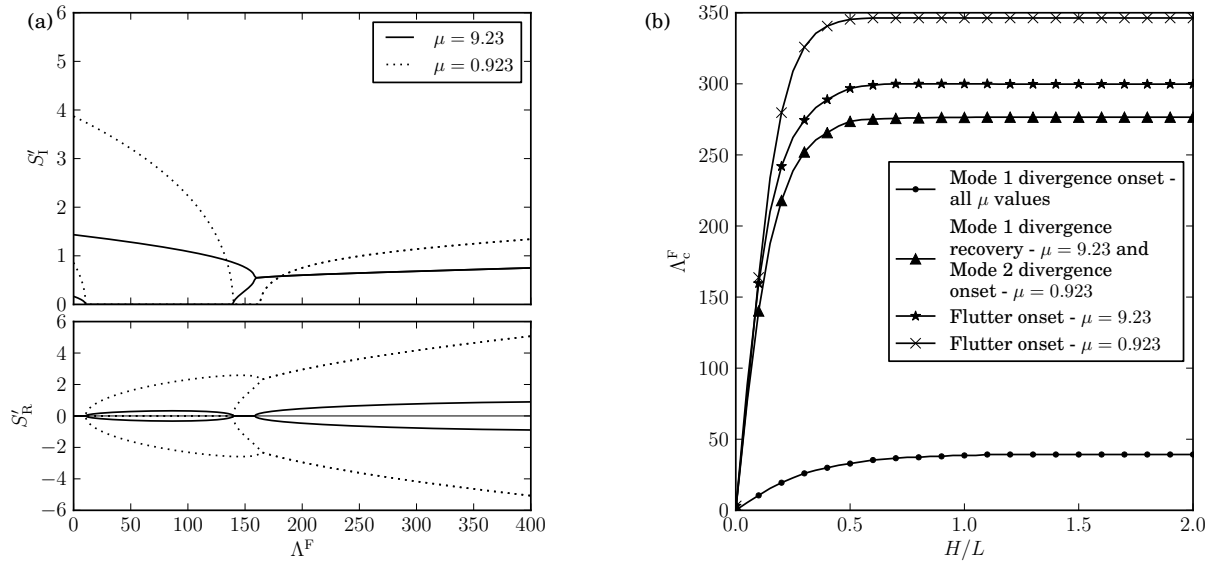 (a)
6
5
4
3
2
1
0
S′_I
μ = 9.23
μ = 0.923
6
4
2
0
−2
−4
−6
S′_R
0 50 100 150 200 250 300 350 400
Λ^F
(b)
350
300
250
200
150
100
50
0
Λ_c^F
Mode 1 divergence onset -
all μ values
Mode 1 divergence
recovery - μ = 9.23 and
Mode 2 divergence
onset - μ = 0.923
Flutter onset - μ = 9.23
Flutter onset - μ = 0.923
0.0 0.5 1.0 1.5 2.0
H/L